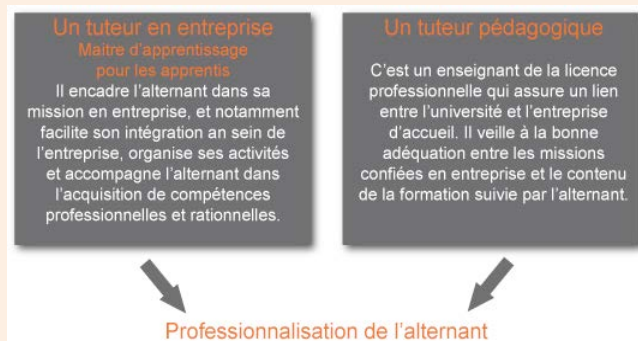 Un tuteur en entreprise
Maitre d'apprentissage
pour les apprentis
Il encadre l'alternant dans sa
mission en entreprise, et notamment
facilite son intégration an sein de
l'entreprise, organise ses activités
et accompagne l'alternant dans
l'acquisition de compétences
professionnelles et rationnelles.
Un tuteur pédagogique
C'est un enseignant de la licence
professionnelle qui assure un lien
entre l'université et l'entreprise
d'accueil. Il veille à la bonne
adéquation entre les missions
confiées en entreprise et le contenu
de la formation suivie par l'alternant.
Professionnalisation de l'alternant